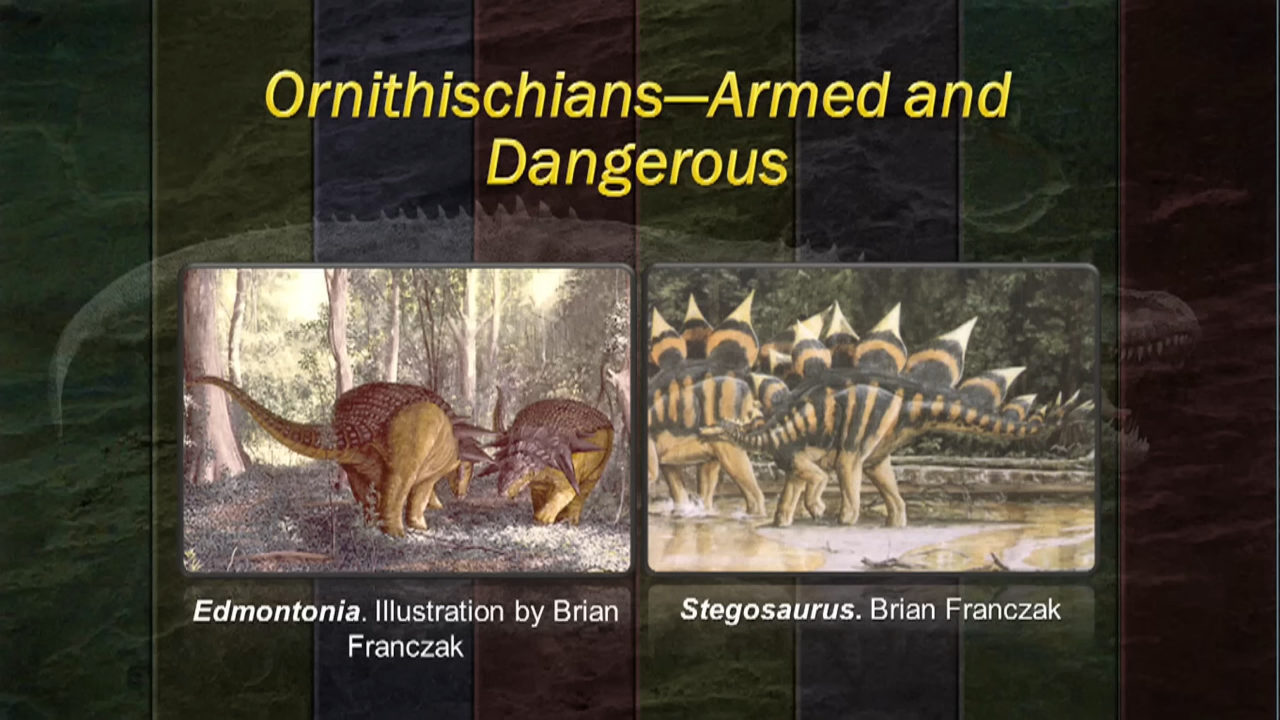 Ornithischians—Armed and
Dangerous
Edmontonia. Illustration by Brian
Franczak
Stegosaurus. Brian Franczak